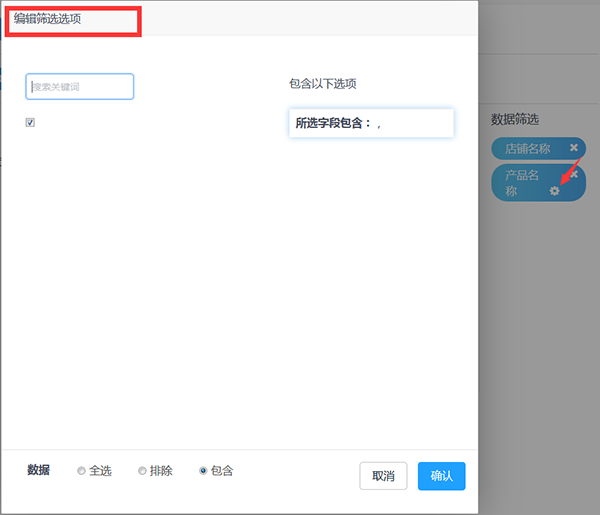 编辑筛选选项
搜索关键词
包含以下选项
所选字段包含： ,
数据筛选
店铺名称
产品名
称
数据 全选 排除 包含
取消 确认